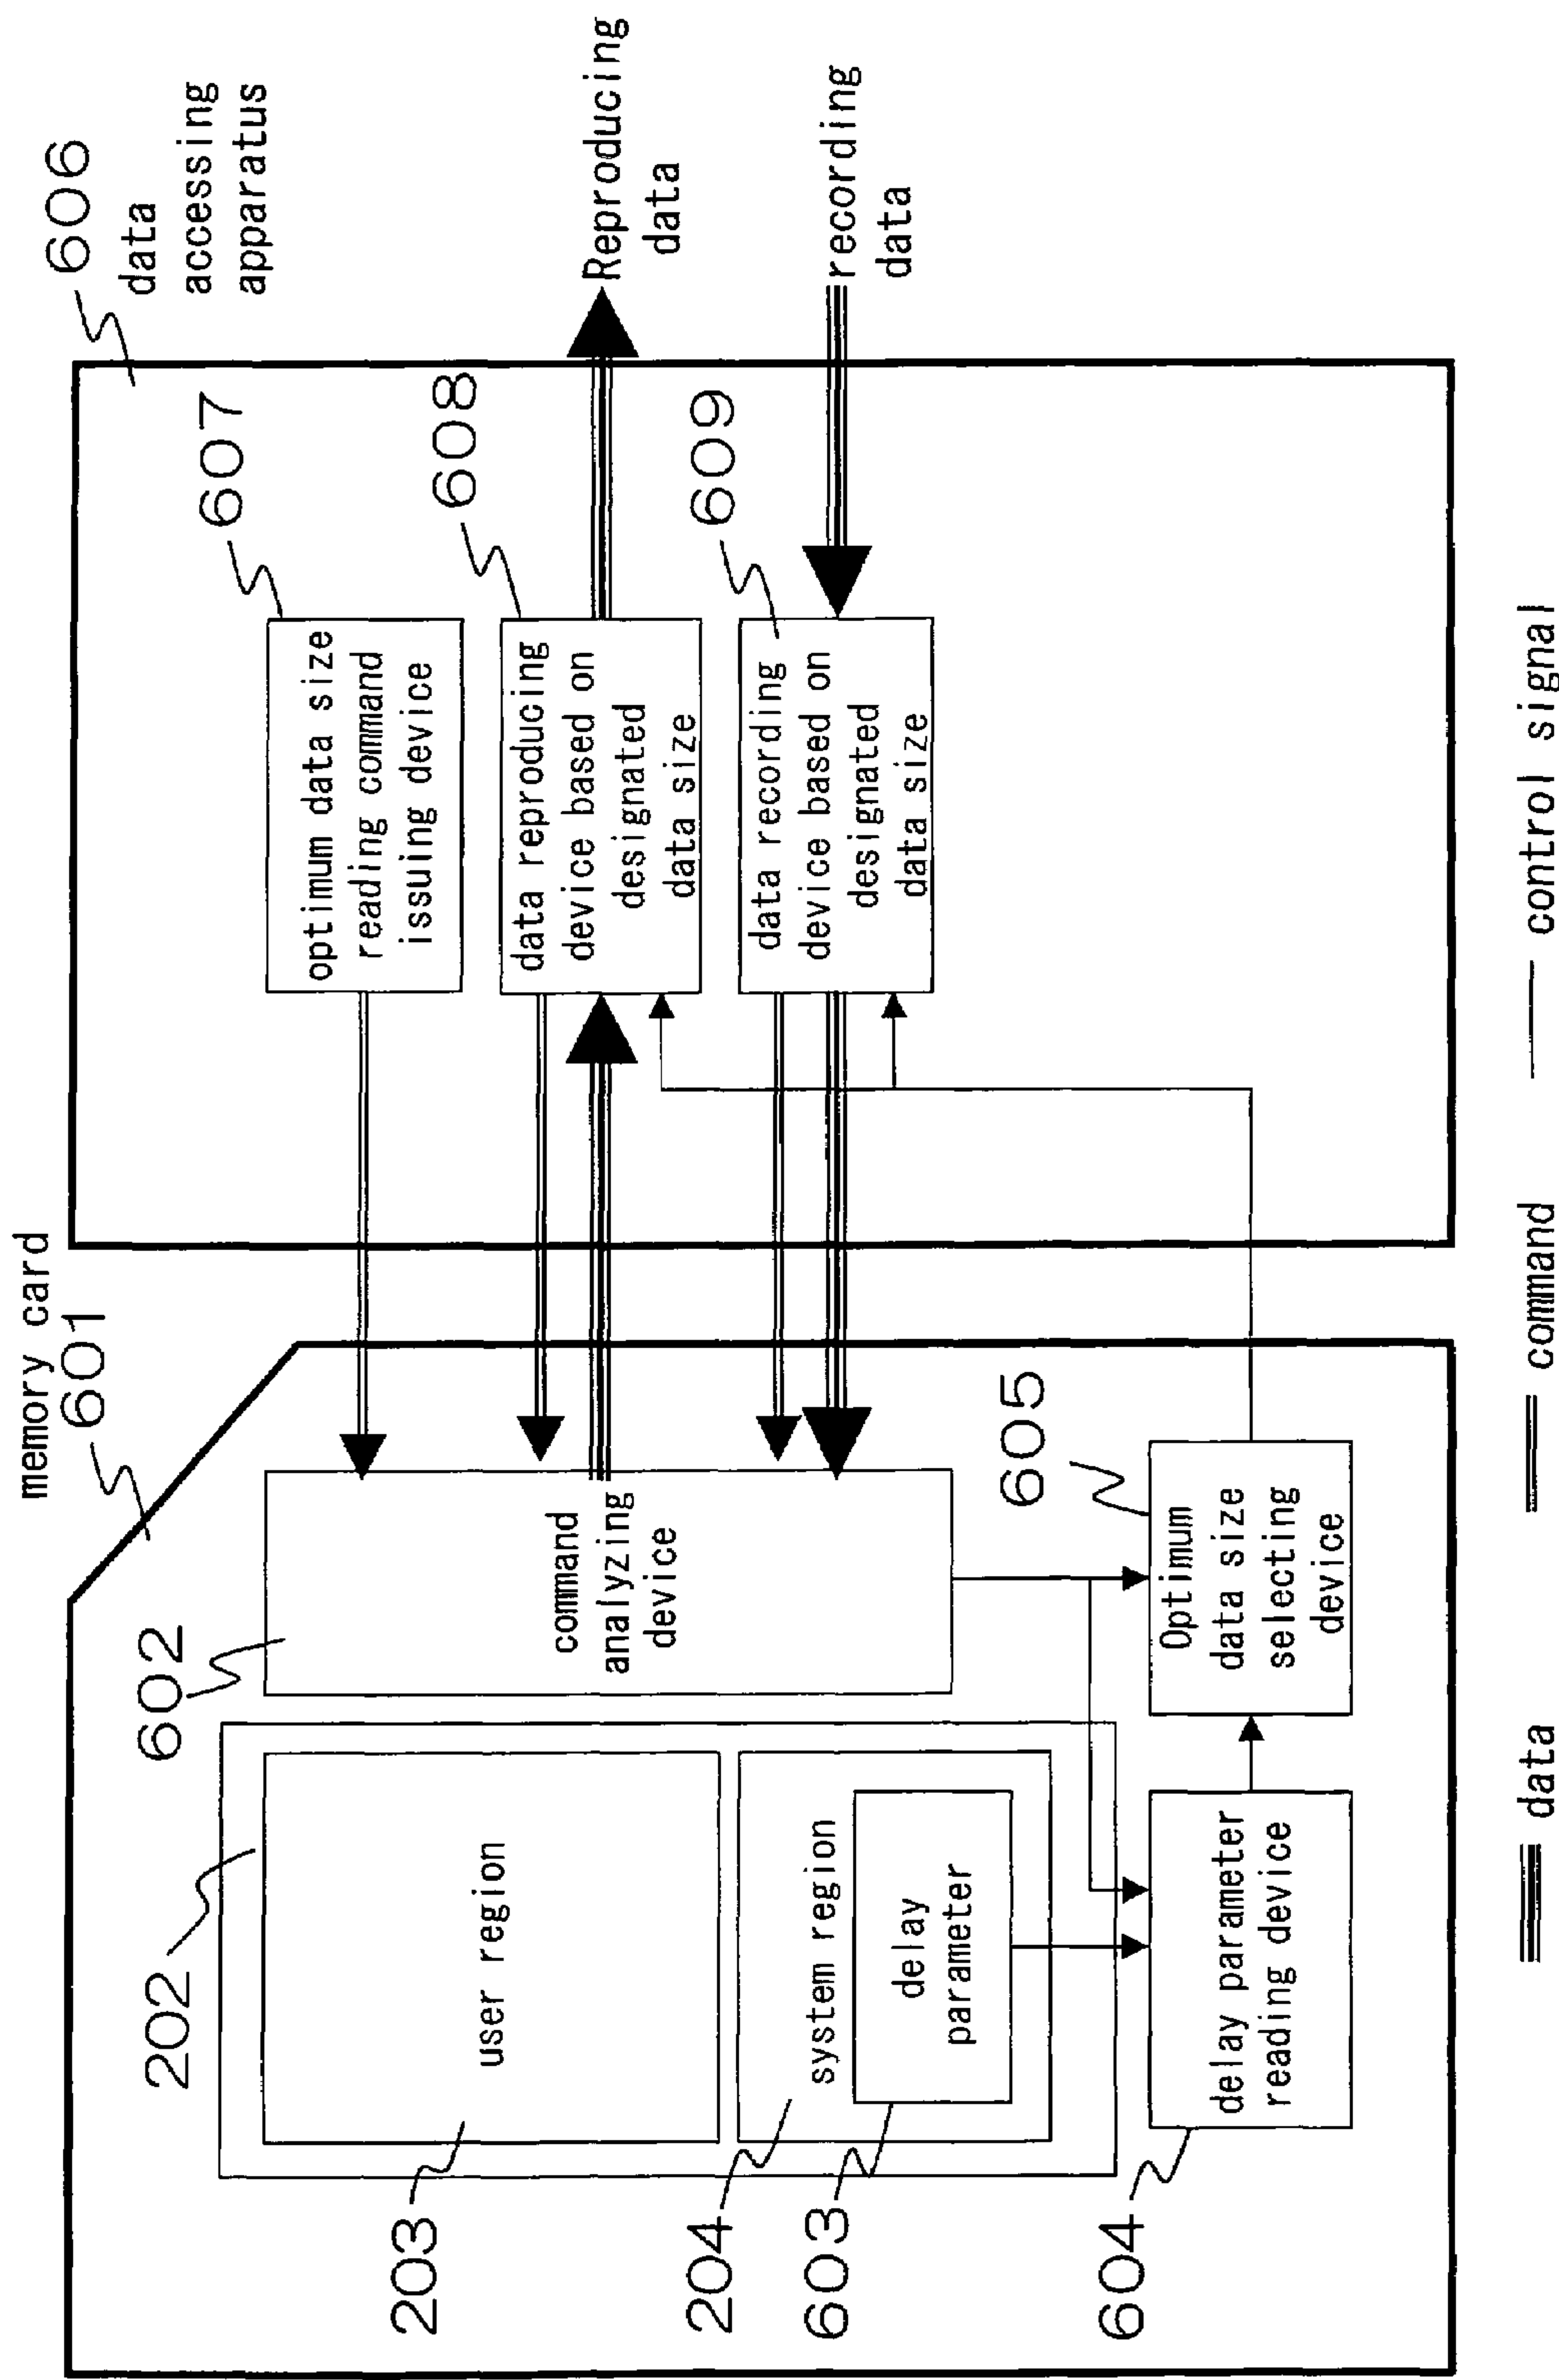 memory card
601
602
202
203
user region
204
system region
603
delay
parameter
604
delay parameter
reading device
command
analyzing
device
605
Optimum
data size
selecting
device
606
data
accessing
apparatus
607
optimum data size
reading command
issuing device
608
data reproducing
device based on
designated
data size
609
data recording
device based on
designated
data size
Reproducing
data
recording
data
data
command
control signal